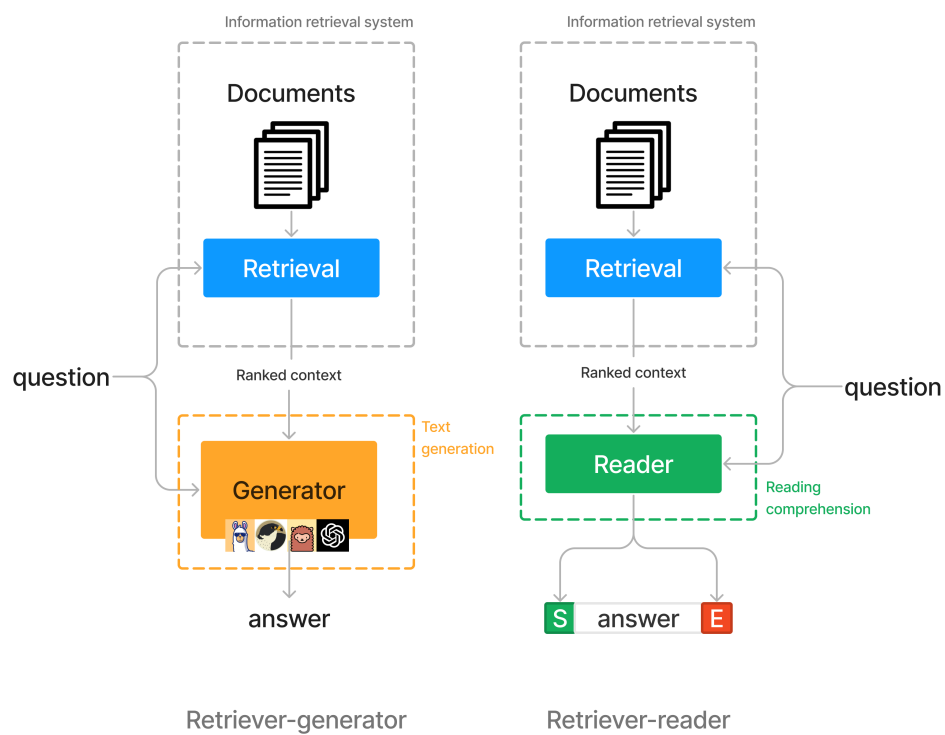 Information retrieval system
Documents
Retrieval
question
Ranked context
Text
generation
Generator
answer
Retriever-generator
Information retrieval system
Documents
Retrieval
question
Ranked context
Reader
Reading
comprehension
S answer E
Retriever-reader